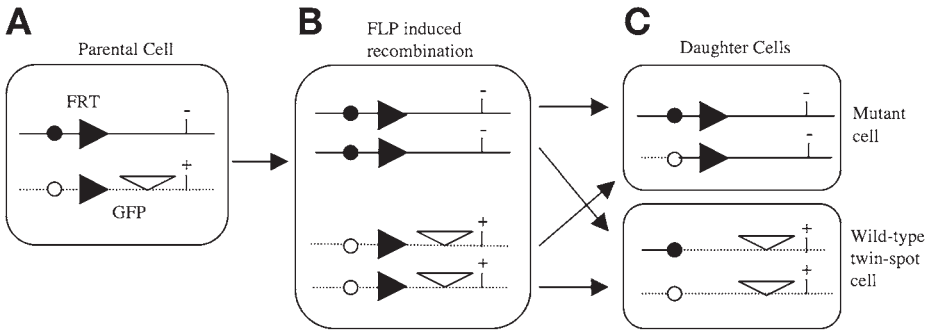 A
B
C
Parental Cell
FLP induced
recombination
Daughter Cells
FRT
-
+
GFP
-
-
+
+
-
-
Mutant
cell
+
+
Wild-type
twin-spot
cell